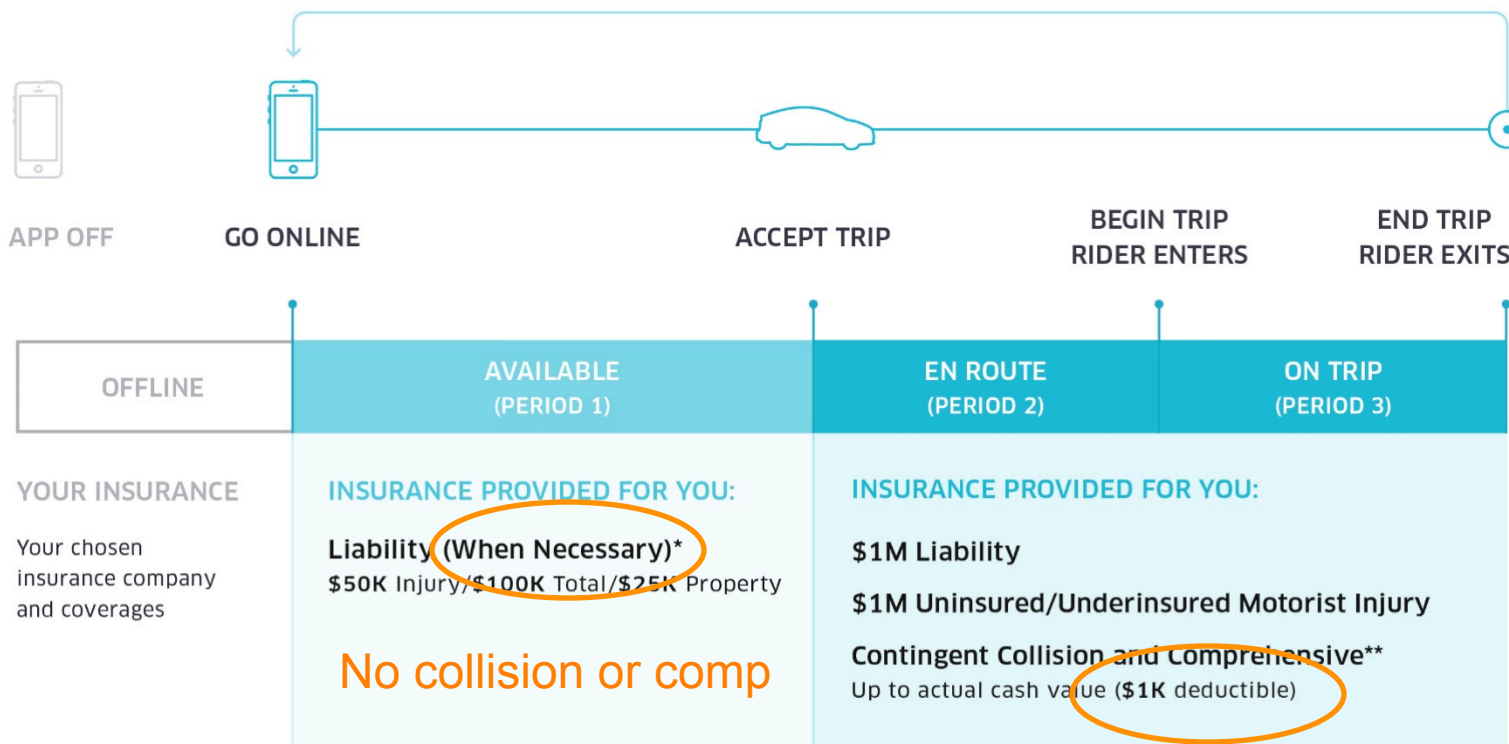 APP OFF
GO ONLINE
ACCEPT TRIP
BEGIN TRIP
RIDER ENTERS
END TRIP
RIDER EXITS
OFFLINE
AVAILABLE
(PERIOD 1)
EN ROUTE
(PERIOD 2)
ON TRIP
(PERIOD 3)
YOUR INSURANCE
Your chosen
insurance company
and coverages
INSURANCE PROVIDED FOR YOU:
Liability (When Necessary)*
$50K Injury/$100K Total/$25K Property
No collision or comp
INSURANCE PROVIDED FOR YOU:
$1M Liability
$1M Uninsured/Underinsured Motorist Injury
Contingent Collision and Comprehensive**
Up to actual cash value ($1K deductible)